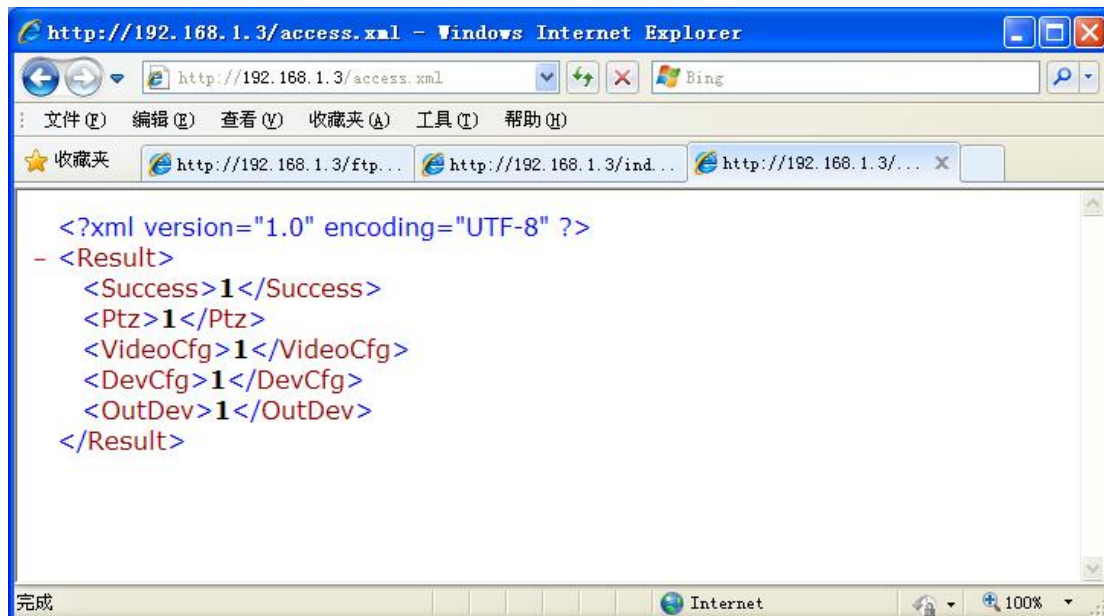 http://192.168.1.3/access.xml - Windows Internet Explorer
http://192.168.1.3/access.xml Bing
文件(F) 编辑(E) 查看(V) 收藏夹(A) 工具(T) 帮助(H)
收藏夹 http://192.168.1.3/ftp... http://192.168.1.3/ind... http://192.168.1.3/...
<?xml version="1.0" encoding="UTF-8" ?>
- <Result>
<Success>1</Success>
<Ptz>1</Ptz>
<VideoCfg>1</VideoCfg>
<DevCfg>1</DevCfg>
<OutDev>1</OutDev>
</Result>
完成 Internet 100%